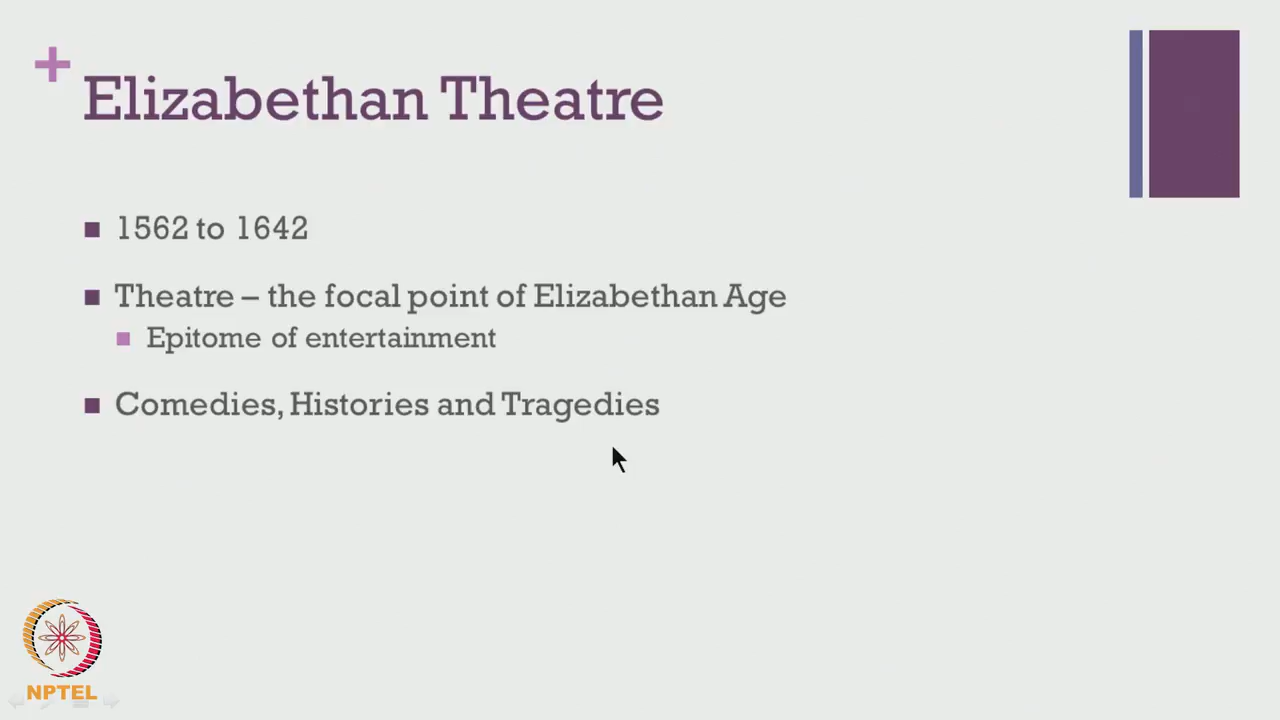 Elizabethan Theatre
1562 to 1642
Theatre – the focal point of Elizabethan Age
Epitome of entertainment
Comedies, Histories and Tragedies
NPTEL